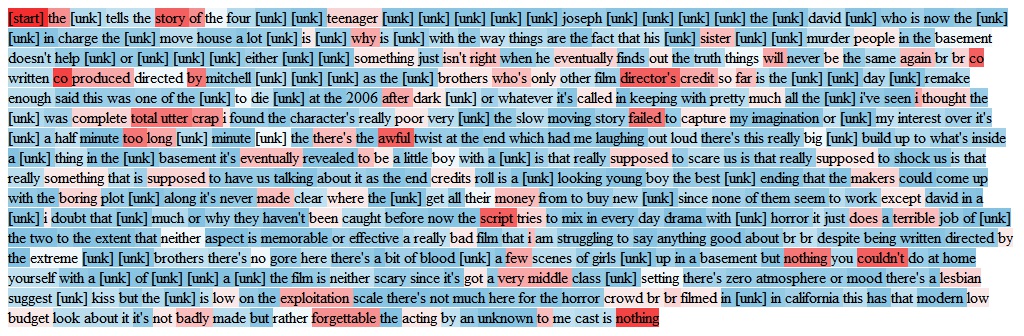 [start] the [unk] tells the story of the four [unk] [unk] teenager [unk] [unk] [unk] [unk] [unk] joseph [unk] [unk] [unk] [unk] the [unk] david [unk] who is now the [unk]
[unk] in charge the [unk] move house a lot [unk] is [unk] why is [unk] with the way things are the fact that his [unk] sister [unk] [unk] murder people in the basement
doesn't help [unk] or [unk] [unk] [unk] either [unk] [unk] something just isn't right when he eventually finds out the truth things will never be the same again br br co
written co produced directed by mitchell [unk] [unk] [unk] as the [unk] brothers who's only other film director's credit so far is the [unk] [unk] day [unk] remake
enough said this was one of the [unk] to die [unk] at the 2006 after dark [unk] or whatever it's called in keeping with pretty much all the [unk] i've seen i thought the
[unk] was complete total utter crap i found the character's really poor very [unk] the slow moving story failed to capture my imagination or [unk] my interest over it's
a half minute too long [unk] minute [unk] the there's the awful twist at the end which had me laughing out loud there's this really big [unk] build up to what's inside
a [unk] thing in the [unk] basement it's eventually revealed to be a little boy with a [unk] is that really supposed to scare us is that really supposed to shock us is that
really something that is supposed to have us talking about it as the end credits roll is a [unk] looking young boy the best [unk] ending that the makers could come up
with the boring plot [unk] along it's never made clear where the [unk] get all their money from to buy new [unk] since none of them seem to work except david in a
[unk] i doubt that [unk] much or why they haven't been caught before now the script tries to mix in every day drama with [unk] horror it just does a terrible job of [unk]
the two to the extent that neither aspect is memorable or effective a really bad film that i am struggling to say anything good about br br despite being written directed by
the extreme [unk] [unk] brothers there's no gore here there's a bit of blood [unk] a few scenes of girls [unk] up in a basement but nothing you couldn't do at home
yourself with a [unk] of [unk] [unk] a [unk] the film is neither scary since it's got a very middle class [unk] setting there's zero atmosphere or mood there's a lesbian
suggest [unk] kiss but the [unk] is low on the exploitation scale there's not much here for the horror crowd br br filmed in [unk] in california this has that modern low
budget look about it it's not badly made but rather forgettable the acting by an unknown to me cast is nothing